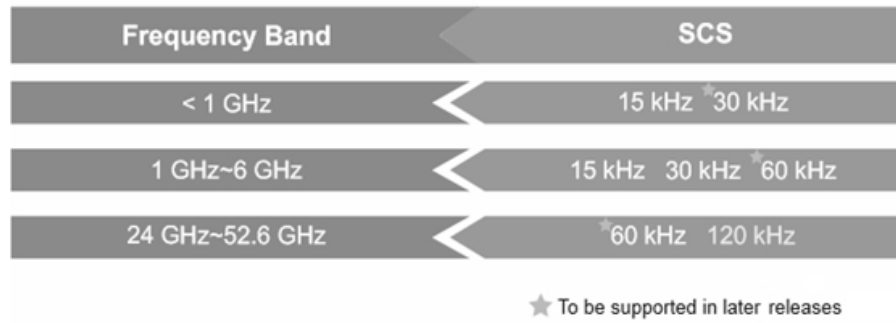 Frequency Band SCS
< 1 GHz 15 kHz ★30 kHz
1 GHz~6 GHz 15 kHz 30 kHz ★60 kHz
24 GHz~52.6 GHz ★60 kHz 120 kHz
★ To be supported in later releases